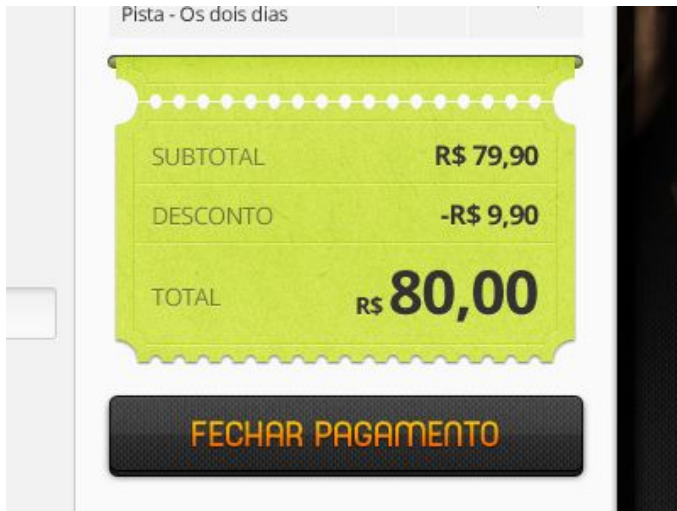 Pista - Os dois dias
SUBTOTAL R$ 79,90
DESCONTO -R$ 9,90
TOTAL R$ 80,00
FECHAR PAGAMENTO